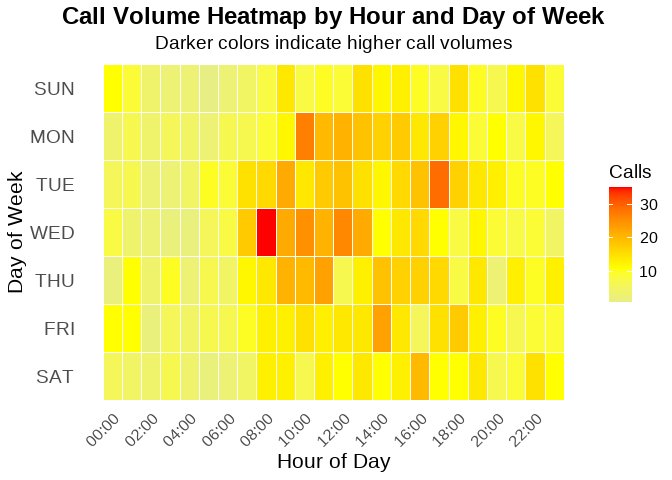 Call Volume Heatmap by Hour and Day of Week
Darker colors indicate higher call volumes
Day of Week
SUN
MON
TUE
WED
THU
FRI
SAT
00:00
02:00
04:00
06:00
08:00
10:00
12:00
14:00
16:00
18:00
20:00
22:00
Hour of Day
Calls
30
20
10